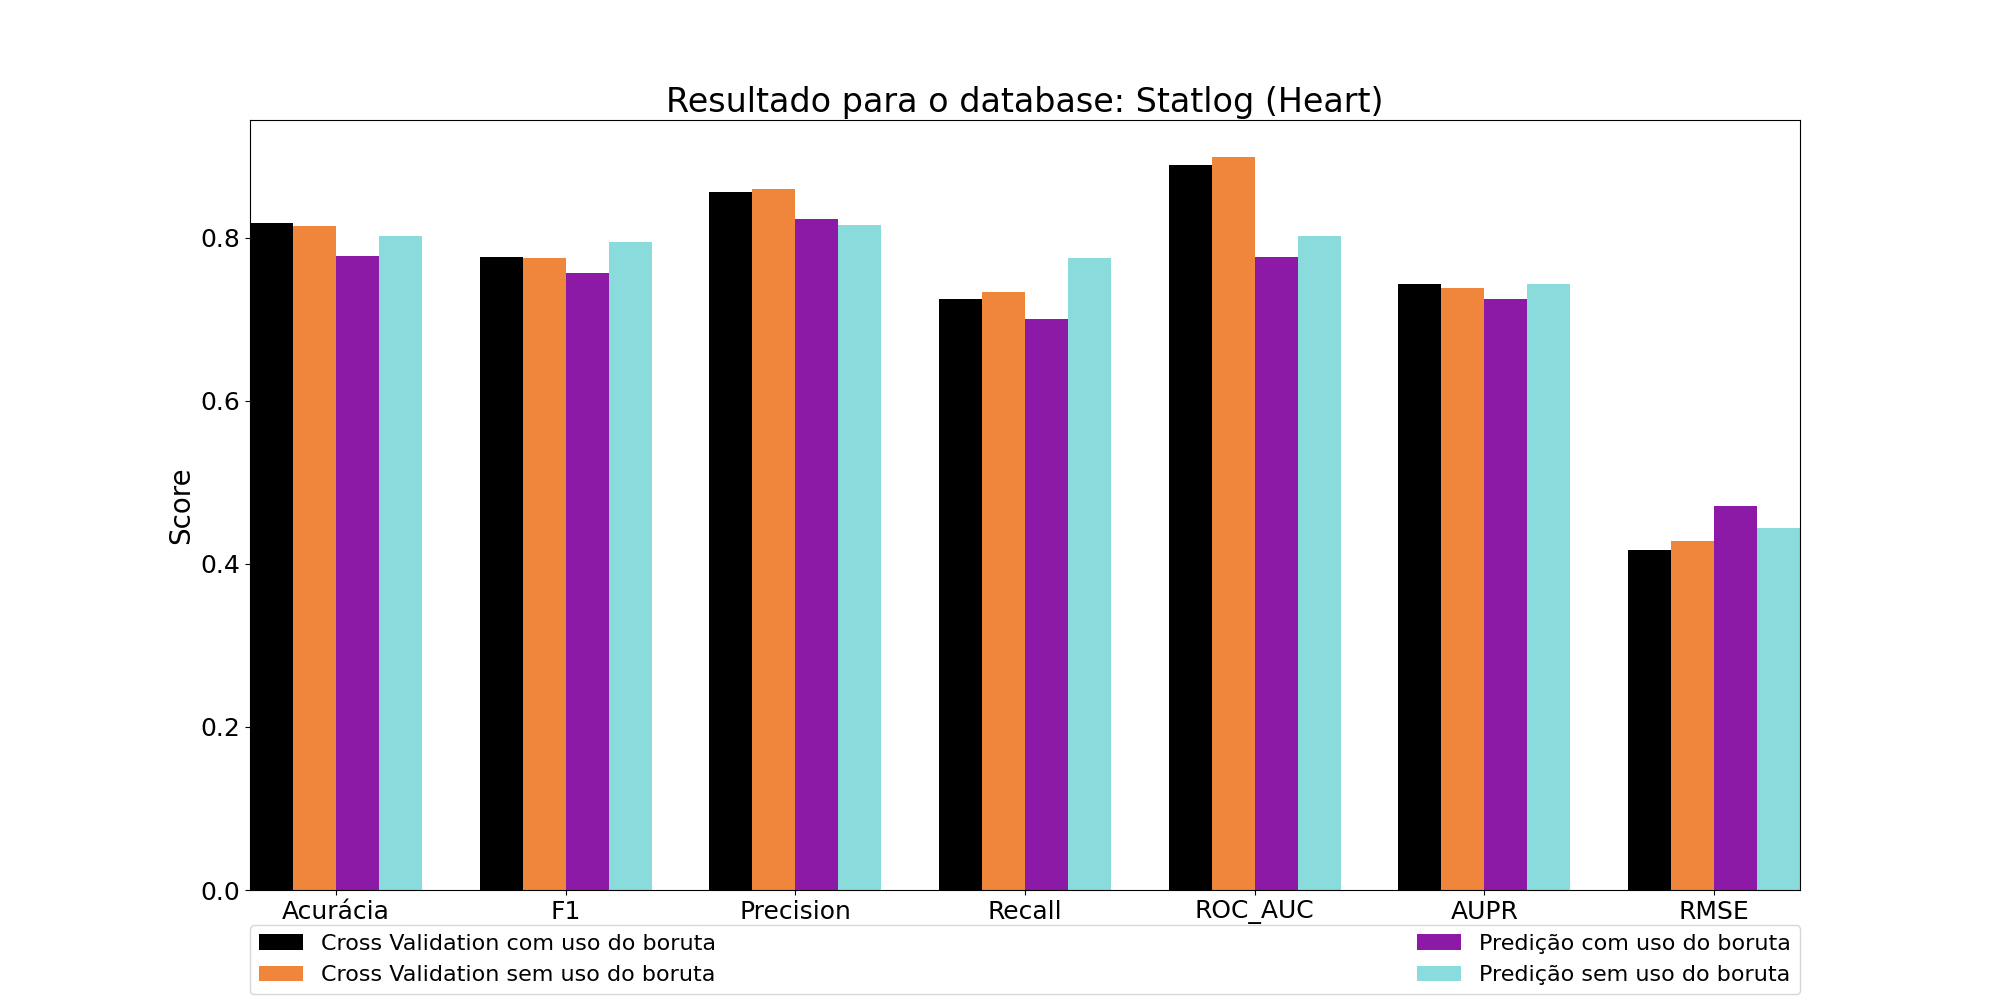 Resultado para o database: Statlog (Heart)
Score
0.8
0.6
0.4
0.2
0.0
Acurácia
F1
Precision
Recall
ROC_AUC
AUPR
RMSE
Cross Validation com uso do boruta
Cross Validation sem uso do boruta
Predição com uso do boruta
Predição sem uso do boruta